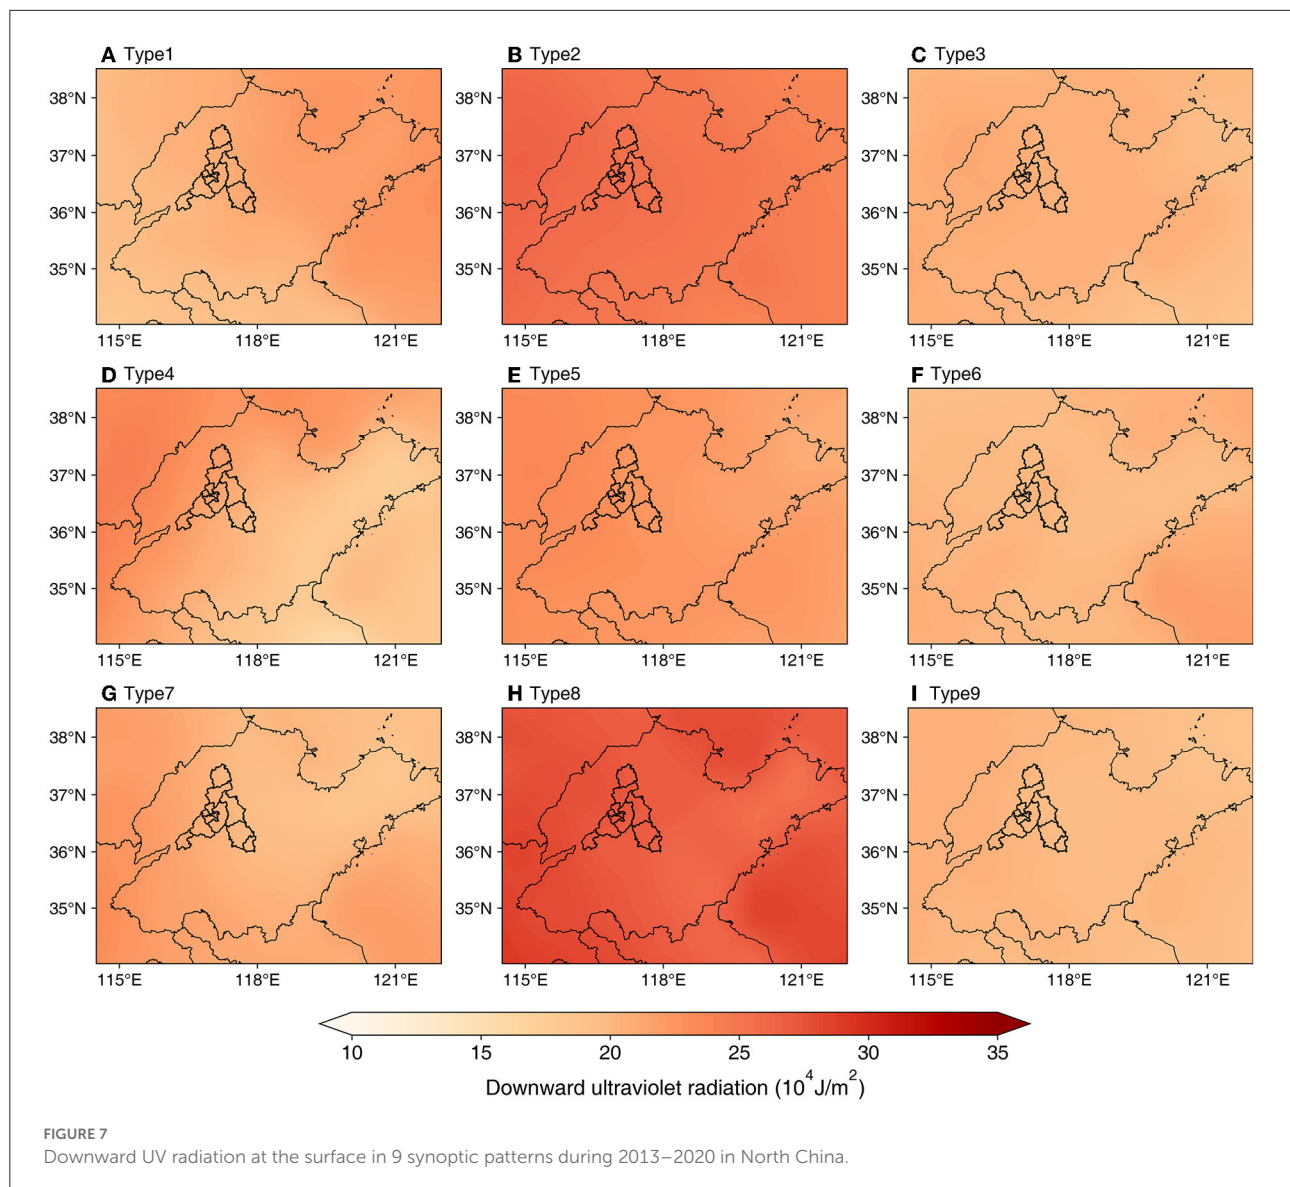 A Type1
B Type2
C Type3
38°N
37°N
36°N
35°N
115°E 118°E 121°E
38°N
37°N
36°N
35°N
115°E 118°E 121°E
38°N
37°N
36°N
35°N
115°E 118°E 121°E
D Type4
E Type5
F Type6
38°N
37°N
36°N
35°N
115°E 118°E 121°E
38°N
37°N
36°N
35°N
115°E 118°E 121°E
38°N
37°N
36°N
35°N
115°E 118°E 121°E
G Type7
H Type8
I Type9
38°N
37°N
36°N
35°N
115°E 118°E 121°E
38°N
37°N
36°N
35°N
115°E 118°E 121°E
38°N
37°N
36°N
35°N
115°E 118°E 121°E
10 15 20 25 30 35
Downward ultraviolet radiation (10⁴J/m²)
FIGURE 7
Downward UV radiation at the surface in 9 synoptic patterns during 2013–2020 in North China.